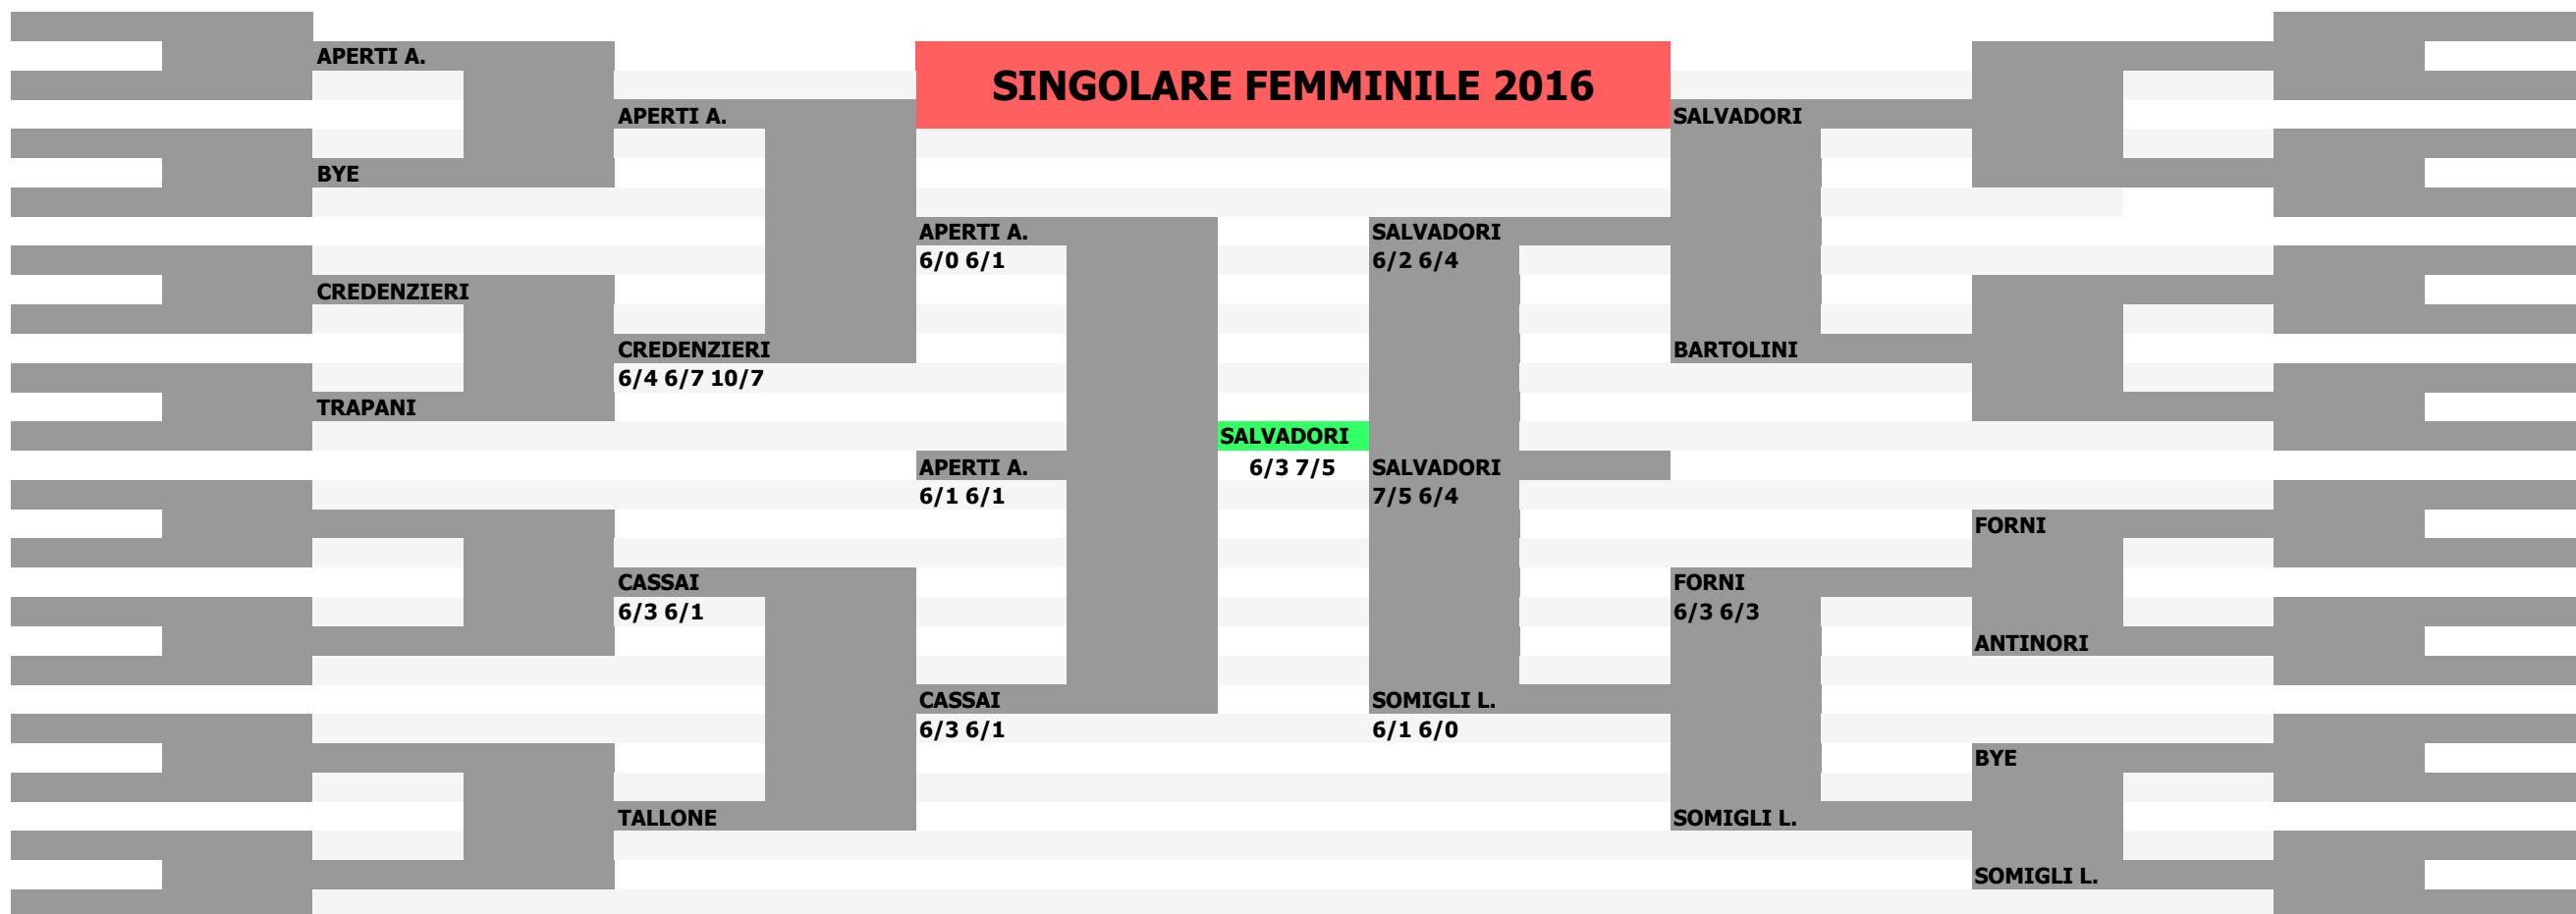 APERTI A.
SINGOLARE FEMMINILE 2016
APERTI A.
SALVADORI
BYE
APERTI A.
SALVADORI
6/0 6/1
6/2 6/4
CREDENZIERI
CREDENZIERI
BARTOLINI
6/4 6/7 10/7
TRAPANI
SALVADORI
APERTI A.
6/3 7/5
SALVADORI
6/1 6/1
7/5 6/4
FORNI
CASSAI
FORNI
6/3 6/1
6/3 6/3
ANTINORI
CASSAI
SOMIGLI L.
6/3 6/1
6/1 6/0
BYE
TALLONE
SOMIGLI L.
SOMIGLI L.